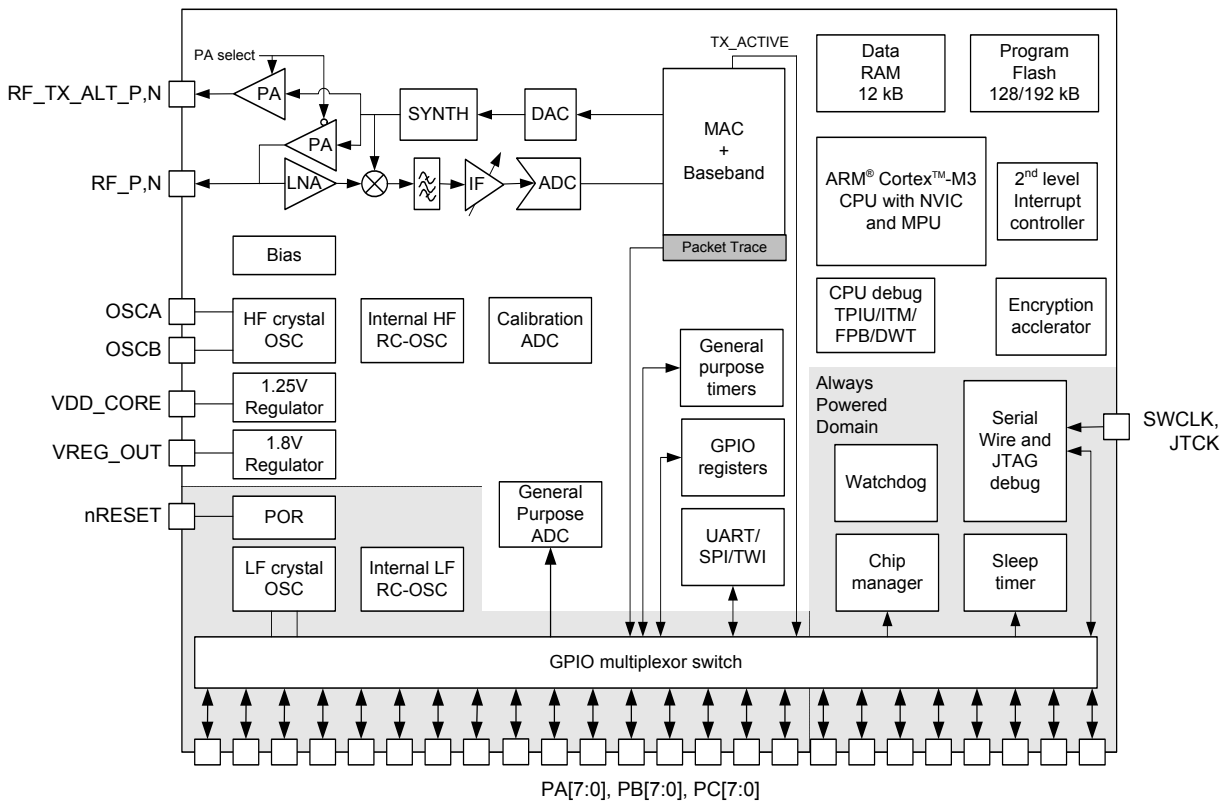 TX_ACTIVE
PA select
RF_TX_ALT_P,N
PA
SYNTH
DAC
MAC
+
Baseband
Data
RAM
12 kB
Program
Flash
128/192 kB
PA
RF_P,N
LNA
IF
ADC
ARM® Cortex™-M3
CPU with NVIC
and MPU
2nd level
Interrupt
controller
Packet Trace
Bias
OSCA
OSCB
HF crystal
OSC
Internal HF
RC-OSC
Calibration
ADC
CPU debug
TPIU/ITM/
FPB/DWT
Encryption
acclerator
General
purpose
timers
VDD_CORE
1.25V
Regulator
Always
Powered
Domain
Serial
Wire and
JTAG
debug
SWCLK,
JTCK
VREG_OUT
1.8V
Regulator
GPIO
registers
Watchdog
nRESET
POR
General
Purpose
ADC
UART/
SPI/TWI
LF crystal
OSC
Internal LF
RC-OSC
Chip
manager
Sleep
timer
GPIO multiplexor switch
PA[7:0], PB[7:0], PC[7:0]